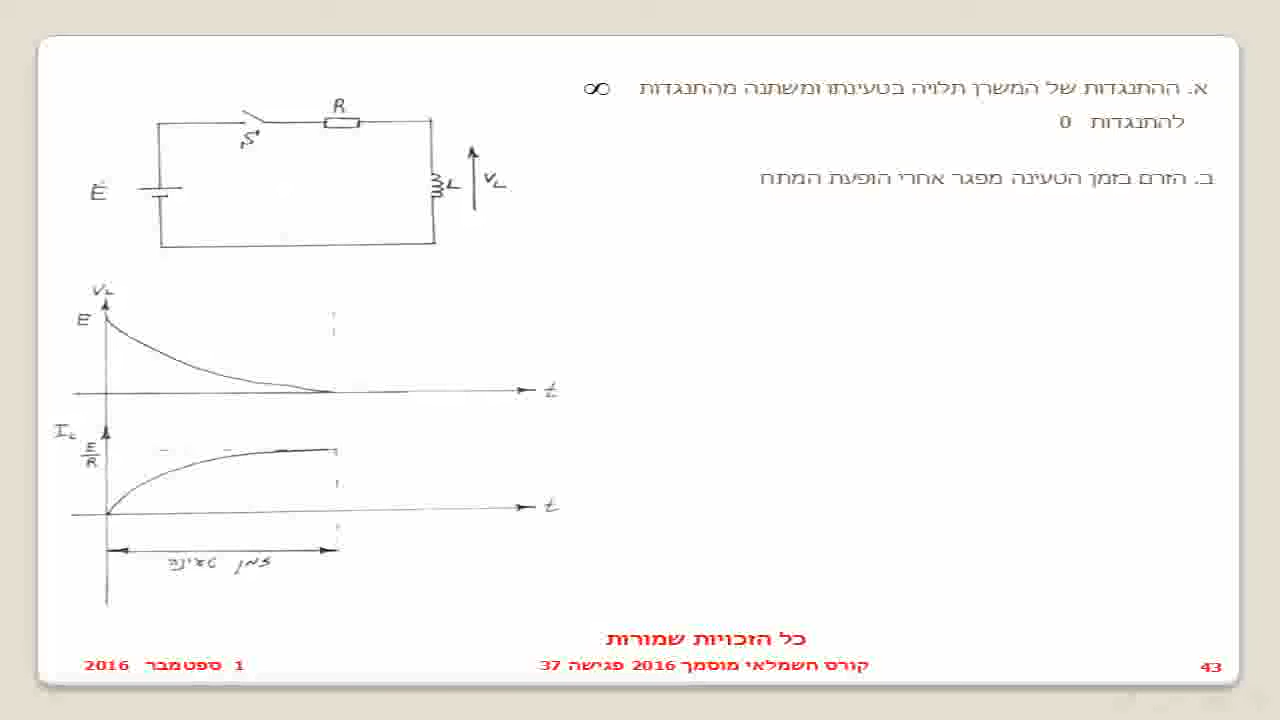 א. ההתנגדות של המשרן תלויה בטעינתו ומשתנה מהתנגדות ∞
להתנגדות 0
ב. הזרם בזמן הטעינה מפגר אחרי הופעת המתח
R
S
E
L
VL
VL
E
t
IL
E/R
t
זמן טעינה
כל הזכויות שמורות
1 ספטמבר 2016
קורס חשמלאי מוסמך 2016 פגישה 37
43